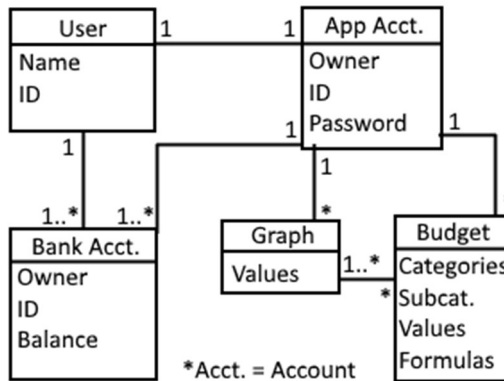 User
1
1
App Acct.
Name
ID
Owner
ID
Password
1
1
1
1
1..*
1..*
*
Bank Acct.
Owner
ID
Balance
Graph
Values
1..*
*
Budget
Categories
Subcat.
Values
Formulas
*Acct. = Account